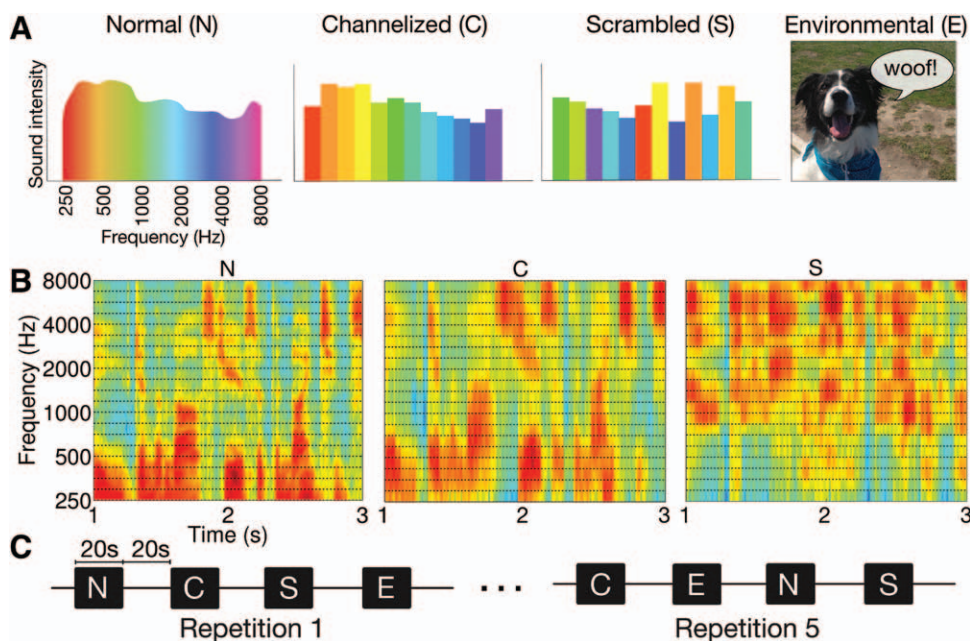 A
Normal (N)
Channelized (C)
Scrambled (S)
Environmental (E)
Sound intensity
250
500
1000
2000
4000
8000
Frequency (Hz)
woof!
B
N
C
S
Frequency (Hz)
8000
4000
2000
1000
500
250
1 2 3
1 2 3
1 2 3
Time (s)
C
20s 20s
N C S E ... C E N S
Repetition 1
Repetition 5